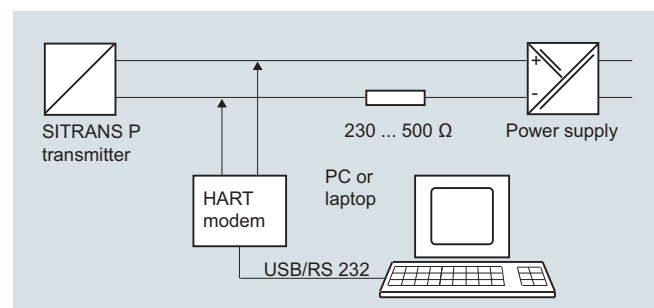 +
-
SITRANS P
transmitter
230 ... 500 Ω
Power supply
HART
modem
PC or
laptop
USB/RS 232